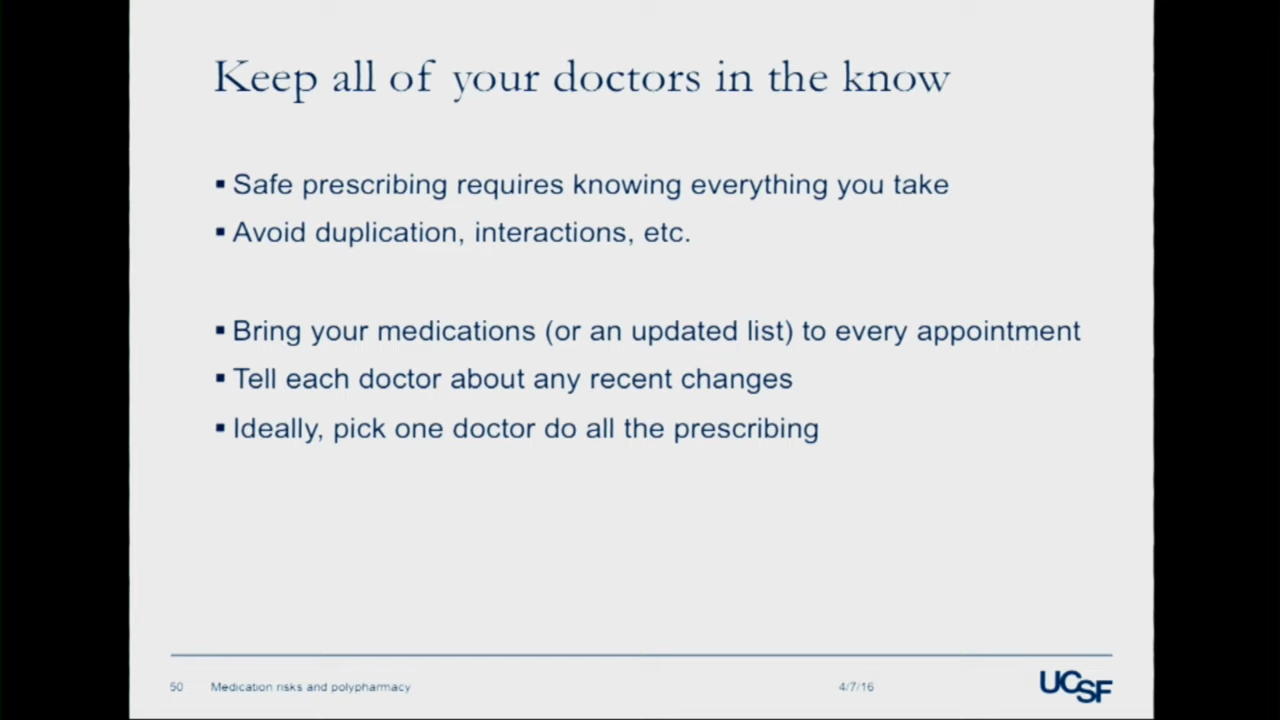 Keep all of your doctors in the know
▪ Safe prescribing requires knowing everything you take
▪ Avoid duplication, interactions, etc.
▪ Bring your medications (or an updated list) to every appointment
▪ Tell each doctor about any recent changes
▪ Ideally, pick one doctor do all the prescribing
50 Medication risks and polypharmacy 4/7/16 UCSF